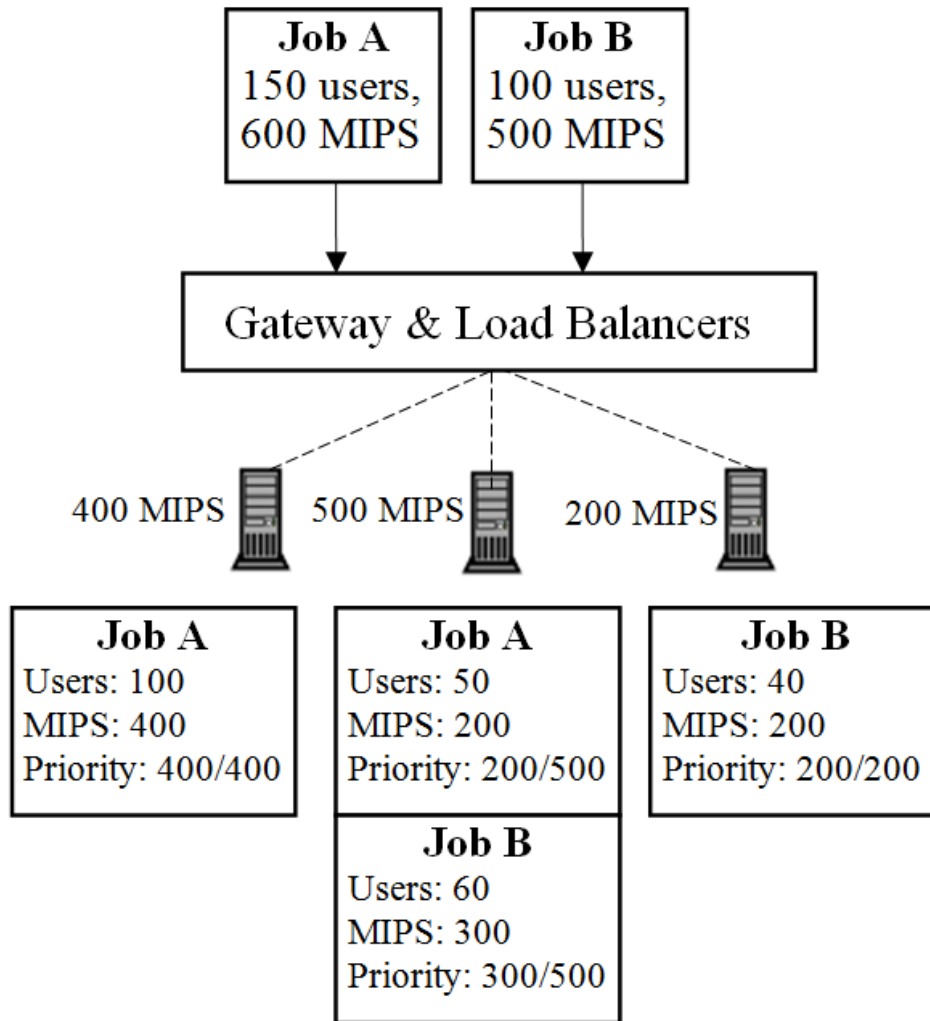 Job A
150 users,
600 MIPS
Job B
100 users,
500 MIPS
Gateway & Load Balancers
400 MIPS
500 MIPS
200 MIPS
Job A
Users: 100
MIPS: 400
Priority: 400/400
Job A
Users: 50
MIPS: 200
Priority: 200/500
Job B
Users: 60
MIPS: 300
Priority: 300/500
Job B
Users: 40
MIPS: 200
Priority: 200/200